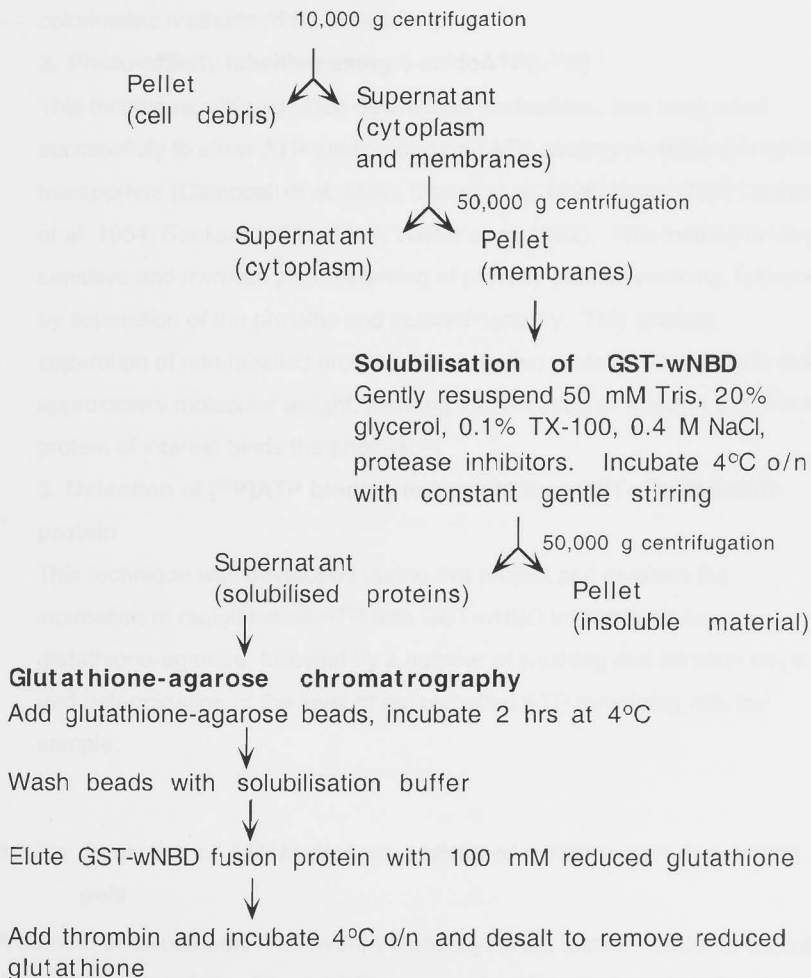 10,000 g centrifugation
Pellet
(cell debris)
Supernatant
(cytoplasm
and membranes)
50,000 g centrifugation
Supernatant
(cytoplasm)
Pellet
(membranes)
Solubilisation of GST-wNBD
Gently resuspend 50 mM Tris, 20%
glycerol, 0.1% TX-100, 0.4 M NaCl,
protease inhibitors. Incubate 4°C o/n
with constant gentle stirring
50,000 g centrifugation
Supernatant
(solubilised proteins)
Pellet
(insoluble material)
Glutathione-agarose chromatrography
Add glutathione-agarose beads, incubate 2 hrs at 4°C
Wash beads with solubilisation buffer
Elute GST-wNBD fusion protein with 100 mM reduced glutathione
Add thrombin and incubate 4°C o/n and desalt to remove reduced
glutathione